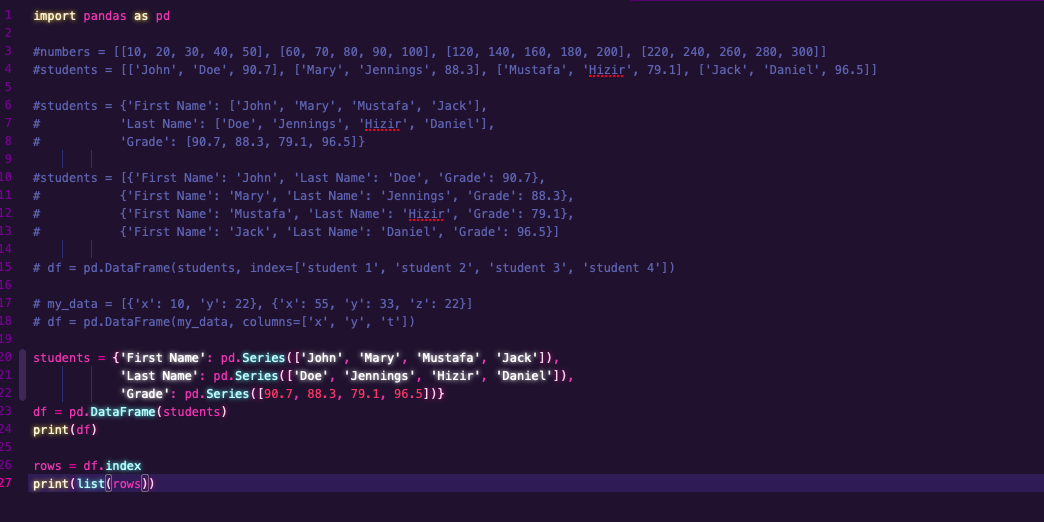 1 import pandas as pd
2
3 #numbers = [[10, 20, 30, 40, 50], [60, 70, 80, 90, 100], [120, 140, 160, 180, 200], [220, 240, 260, 280, 300]]
4 #students = [['John', 'Doe', 90.7], ['Mary', 'Jennings', 88.3], ['Mustafa', 'Hizir', 79.1], ['Jack', 'Daniel', 96.5]]
5
6 #students = {'First Name': ['John', 'Mary', 'Mustafa', 'Jack'],
7 #           'Last Name': ['Doe', 'Jennings', 'Hizir', 'Daniel'],
8 #           'Grade': [90.7, 88.3, 79.1, 96.5]}
9
10 #students = [{'First Name': 'John', 'Last Name': 'Doe', 'Grade': 90.7},
11 #           {'First Name': 'Mary', 'Last Name': 'Jennings', 'Grade': 88.3},
12 #           {'First Name': 'Mustafa', 'Last Name': 'Hizir', 'Grade': 79.1},
13 #           {'First Name': 'Jack', 'Last Name': 'Daniel', 'Grade': 96.5}]
14
15 # df = pd.DataFrame(students, index=['student 1', 'student 2', 'student 3', 'student 4'])
16
17 # my_data = [{'x': 10, 'y': 22}, {'x': 55, 'y': 33, 'z': 22}]
18 # df = pd.DataFrame(my_data, columns=['x', 'y', 't'])
19
20 students = {'First Name': pd.Series(['John', 'Mary', 'Mustafa', 'Jack']),
21             'Last Name': pd.Series(['Doe', 'Jennings', 'Hizir', 'Daniel']),
22             'Grade': pd.Series([90.7, 88.3, 79.1, 96.5])}
23 df = pd.DataFrame(students)
24 print(df)
25
26 rows = df.index
27 print(list(rows))